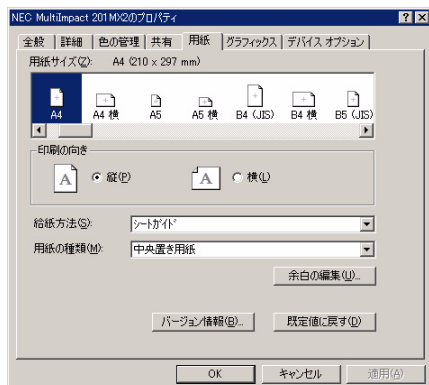 NEC MultiImpact 201MX2のプロパティ
全般 詳細 色の管理 共有 用紙 グラフィックス デバイス オプション
用紙サイズ(Z): A4 (210 x 297 mm)
A4 A4 横 A5 A5 横 B4 (JIS) B4 横 B5 (JIS)
印刷の向き
A 縦(P) A 横(L)
給紙方法(S): シートガイド
用紙の種類(M): 中央置き用紙
余白の編集(U)...
バージョン情報(B)... 既定値に戻す(D)
OK キャンセル 適用(A)